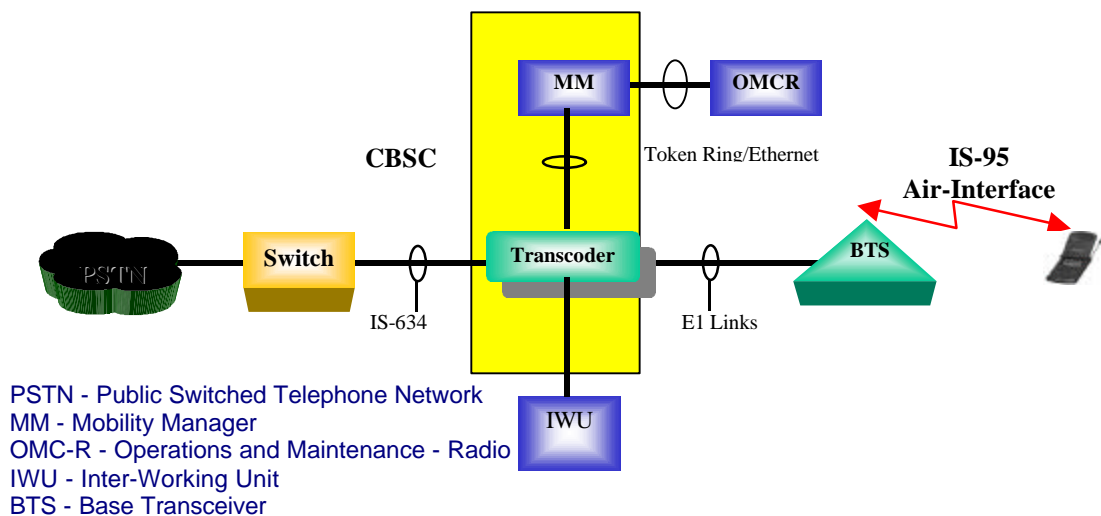 MM
OMCR
CBSC
Token Ring/Ethernet
IS-95
Air-Interface
PSTN
Switch
Transcoder
BTS
IS-634
E1 Links
IWU
PSTN - Public Switched Telephone Network
MM - Mobility Manager
OMC-R - Operations and Maintenance - Radio
IWU - Inter-Working Unit
BTS - Base Transceiver